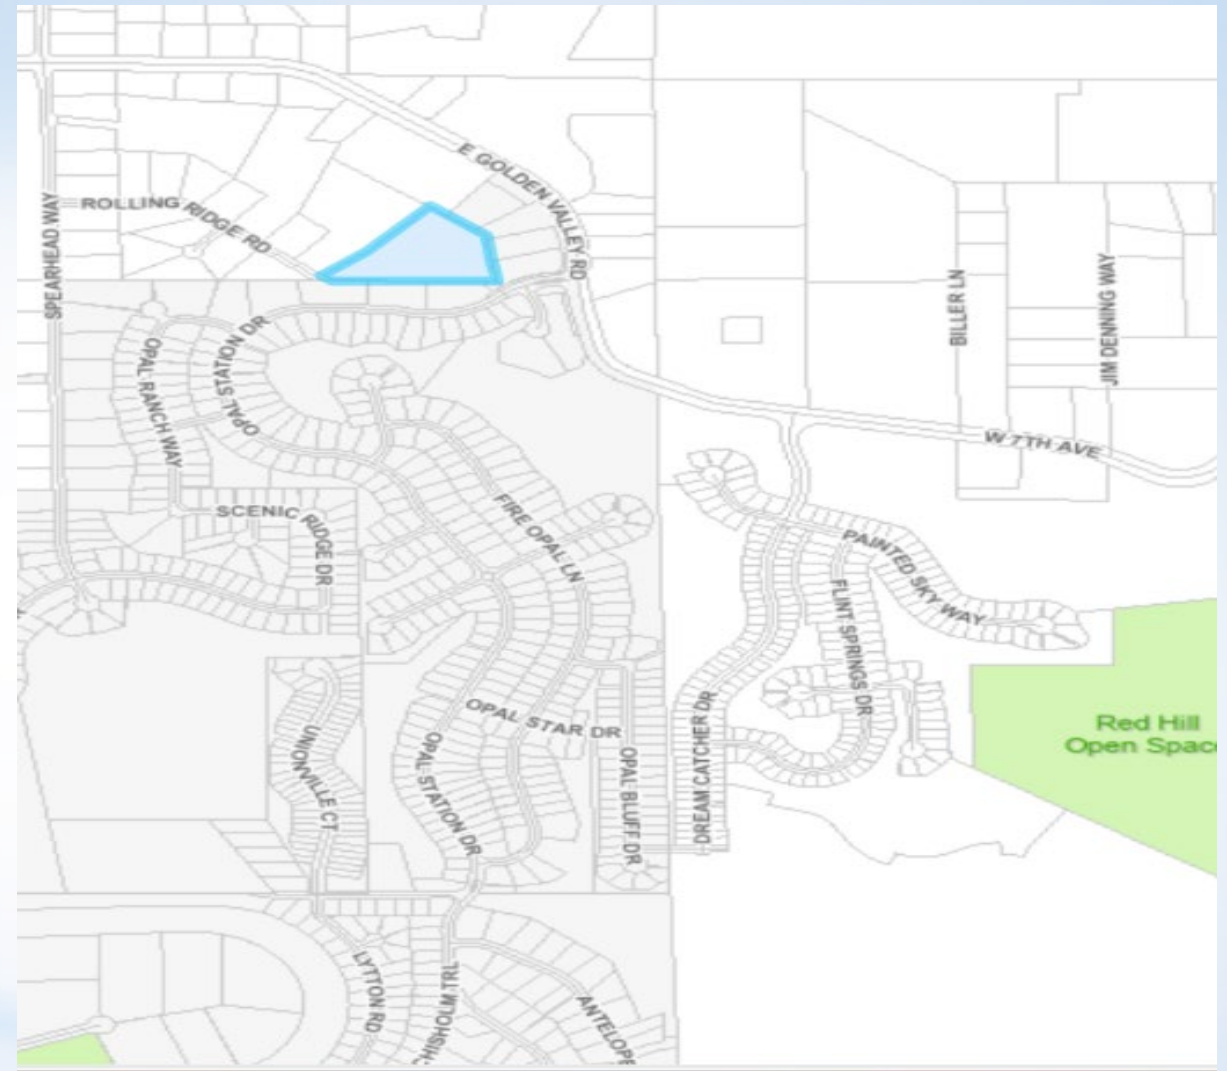 E GOLDEN VALLEY RD
ROLLING RIDGE RD
SPEARHEAD WAY
BILLER LN
JIM DENNING WAY
OPAL STATION DR
OPAL RANCH WAY
W 7TH AVE
SCENIC RIDGE DR
FIRE OPAL LN
PAINTED SKY WAY
FLINT SPRINGS DR
OPAL STAR DR
DREAM CATCHER DR
Red Hill
Open Spac
UNIONVILLE CT
OPAL STATION DR
OPAL BLUFF DR
LYTTON RD
CHISHOLM TRL
ANTELOPE